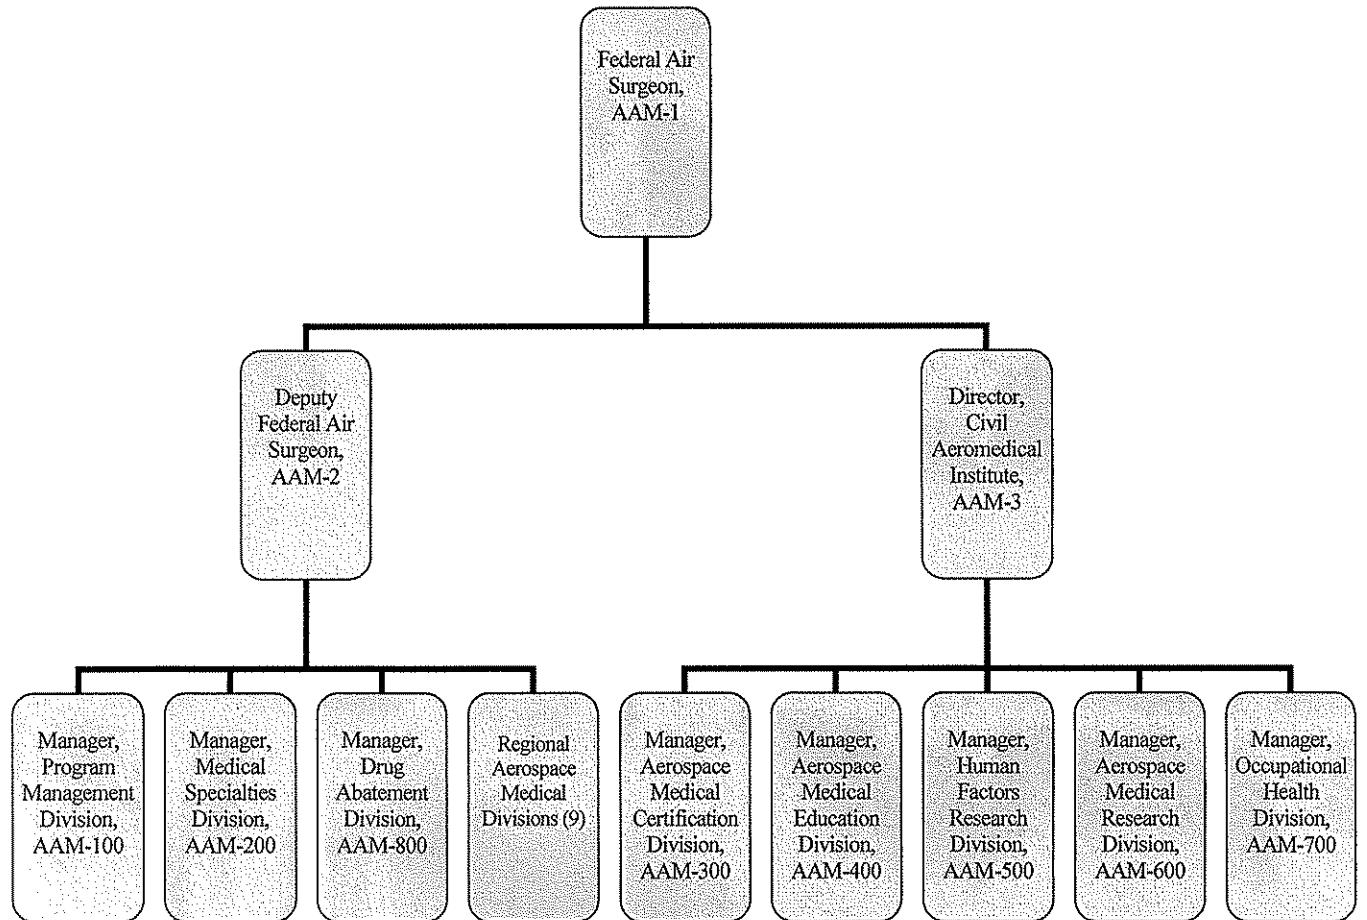 Federal Air
Surgeon,
AAM-1
Deputy
Federal Air
Surgeon,
AAM-2
Director,
Civil
Aeromedical
Institute,
AAM-3
Manager,
Program
Management
Division,
AAM-100
Manager,
Medical
Specialties
Division,
AAM-200
Manager,
Drug
Abatement
Division,
AAM-800
Regional
Aerospace
Medical
Divisions (9)
Manager,
Aerospace
Medical
Certification
Division,
AAM-300
Manager,
Aerospace
Medical
Education
Division,
AAM-400
Manager,
Human
Factors
Research
Division,
AAM-500
Manager,
Aerospace
Medical
Research
Division,
AAM-600
Manager,
Occupational
Health
Division,
AAM-700